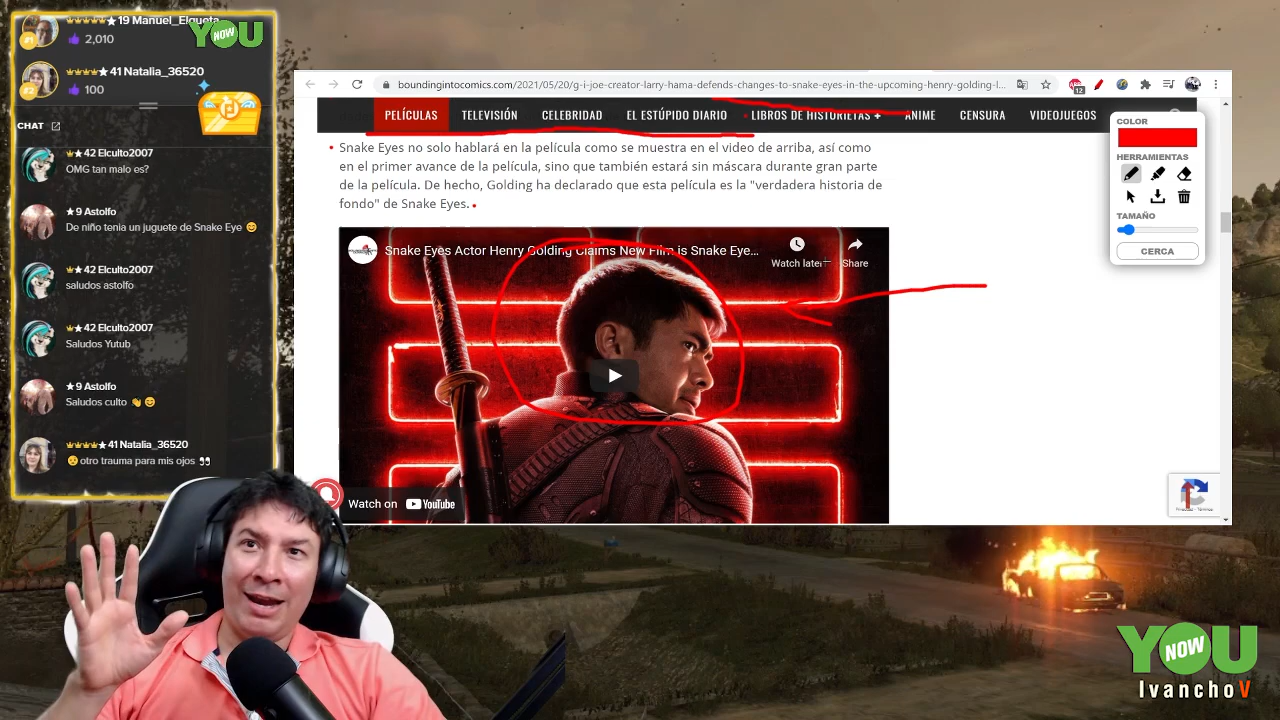 #1
★19 Manuel_Elgueta
2,010
YOU
NOW
#2
★41 Natalia_36520
100
CHAT
★42 Elculto2007
OMG tan malo es?
★9 Astolfo
De niño tenia un juguete de Snake Eye
★42 Elculto2007
saludos astolfo
★42 Elculto2007
Saludos Yutub
★9 Astolfo
Saludos culto
★41 Natalia_36520
otro trauma para mis ojos
boundingintocomics.com/2021/05/20/g-i-joe-creator-larry-hama-defends-changes-to-snake-eyes-in-the-upcoming-henry-golding-l...
12
PELÍCULAS TELEVISIÓN CELEBRIDAD EL ESTÚPIDO DIARIO LIBROS DE HISTORIETAS + ANIME CENSURA VIDEOJUEGOS
Snake Eyes no solo hablará en la película como se muestra en el video de arriba, así como
en el primer avance de la película, sino que también estará sin máscara durante gran parte
de la película. De hecho, Golding ha declarado que esta película es la "verdadera historia de
fondo" de Snake Eyes.
Snake Eyes Actor Henry Golding Claims New Film is Snake Eye...
Watch later
Share
Watch on YouTube
COLOR
HERRAMIENTAS
TAMAÑO
CERCA
YOU
NOW
IvanchoV